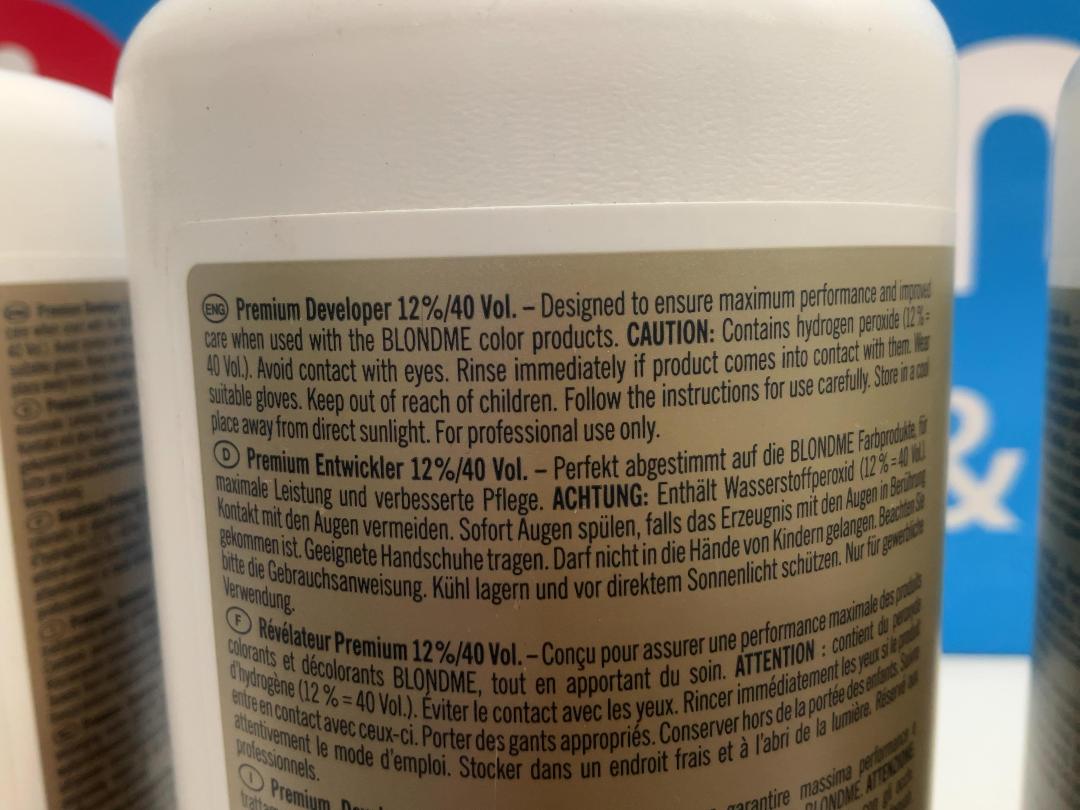 ENG Premium Developer 12%/40 Vol. – Designed to ensure maximum performance and improved
care when used with the BLONDME color products. CAUTION: Contains hydrogen peroxide (12 % =
40 Vol.). Avoid contact with eyes. Rinse immediately if product comes into contact with them. Wear
suitable gloves. Keep out of reach of children. Follow the instructions for use carefully. Store in a cool
place away from direct sunlight. For professional use only.
D Premium Entwickler 12%/40 Vol. – Perfekt abgestimmt auf die BLONDME Farbprodukte, für
maximale Leistung und verbesserte Pflege. ACHTUNG: Enthält Wasserstoffperoxid (12 % = 40 Vol.).
Kontakt mit den Augen vermeiden. Sofort Augen spülen, falls das Erzeugnis mit den Augen in Berührung
gekommen ist. Geeignete Handschuhe tragen. Darf nicht in die Hände von Kindern gelangen. Beachten Sie
bitte die Gebrauchsanweisung. Kühl lagern und vor direktem Sonnenlicht schützen. Nur für gewerbliche
Verwendung.
F Révélateur Premium 12%/40 Vol. – Conçu pour assurer une performance maximale des produits
colorants et décolorants BLONDME, tout en apportant du soin. ATTENTION : contient du peroxyde
d'hydrogène (12 % = 40 Vol.). Éviter le contact avec les yeux. Rincer immédiatement les yeux si le produit
entre en contact avec ceux-ci. Porter des gants appropriés. Conserver hors de la portée des enfants. Suivre
attentivement le mode d'emploi. Stocker dans un endroit frais et à l'abri de la lumière. Réservé aux
professionnels.
I Premium garantire massima performance
BLONDME. ATTENZIONE
&